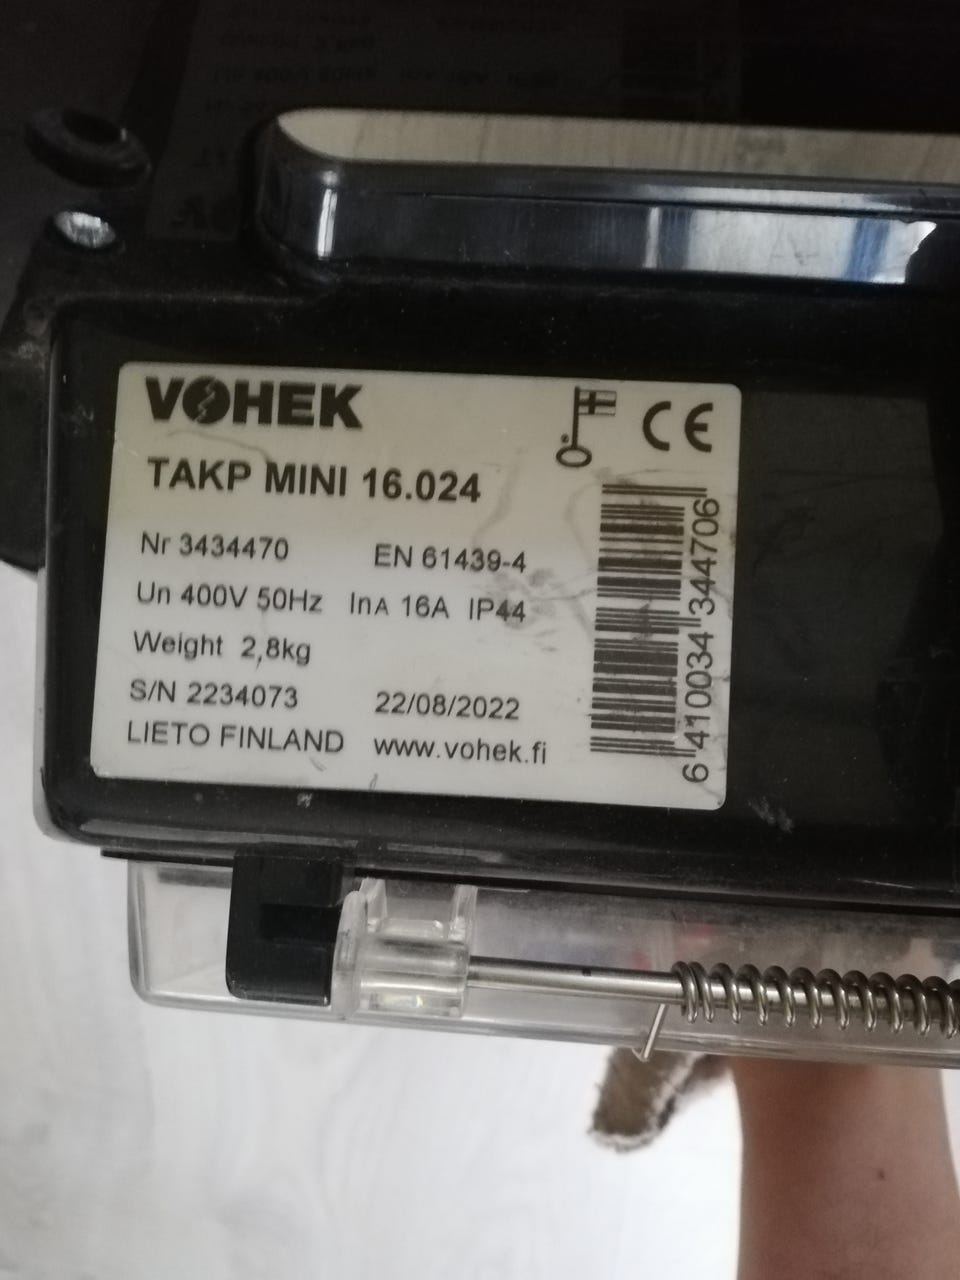 VOHEK
CE
TAKP MINI 16.024
Nr 3434470 EN 61439-4
Un 400V 50Hz InA 16A IP44
Weight 2,8kg
S/N 2234073 22/08/2022
LIETO FINLAND www.vohek.fi
6 410034 344706